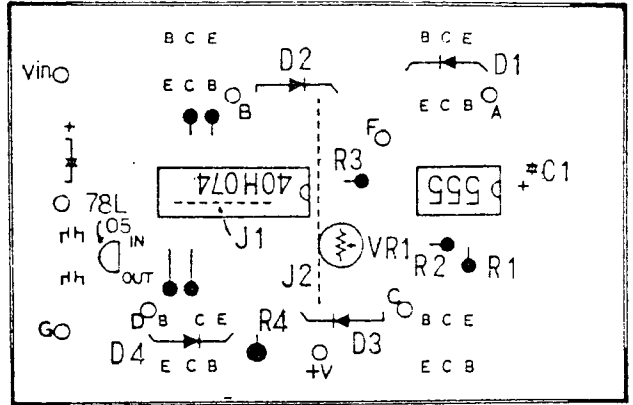 B C E
B C E
D2
D1
Vin
E C B
B
E C B
A
+
F
R3
40H074
555
+ *C1
78L
05
IN
J1
OUT
VR1
R2
R1
J2
G
D
B
C E
R4
C
B C E
D4
D3
E C B
+V
E C B